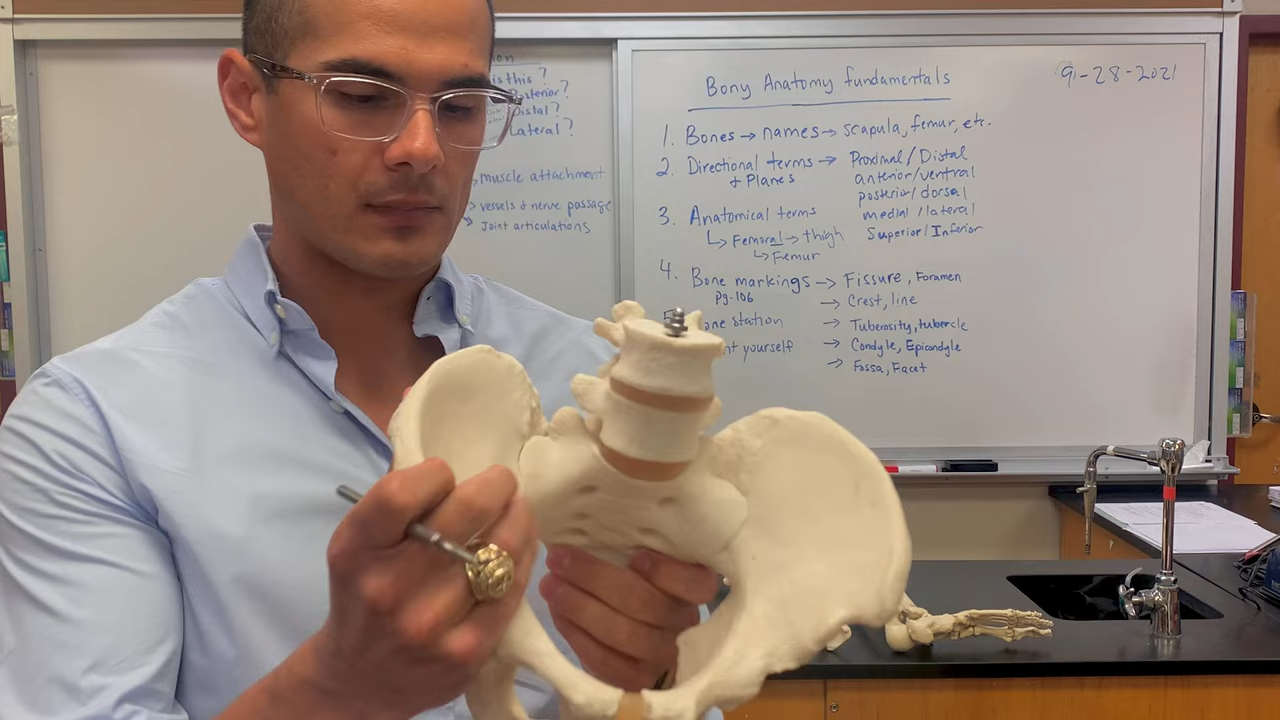 is this?
Posterior?
Distal?
Lateral?
muscle attachment
vessels & nerve passage
Joint articulations
Bony Anatomy fundamentals
9-28-2021
1. Bones → names → scapula, femur, etc.
2. Directional terms → Proximal/Distal
+ Planes
anterior/ventral
posterior/dorsal
medial/lateral
Superior/Inferior
3. Anatomical terms
↳ Femoral → thigh
↳ Femur
4. Bone markings → Fissure, Foramen
Pg. 106
→ Crest, line
→ Tuberosity, tubercle
→ Condyle, Epicondyle
→ Fossa, Facet
station
yourself